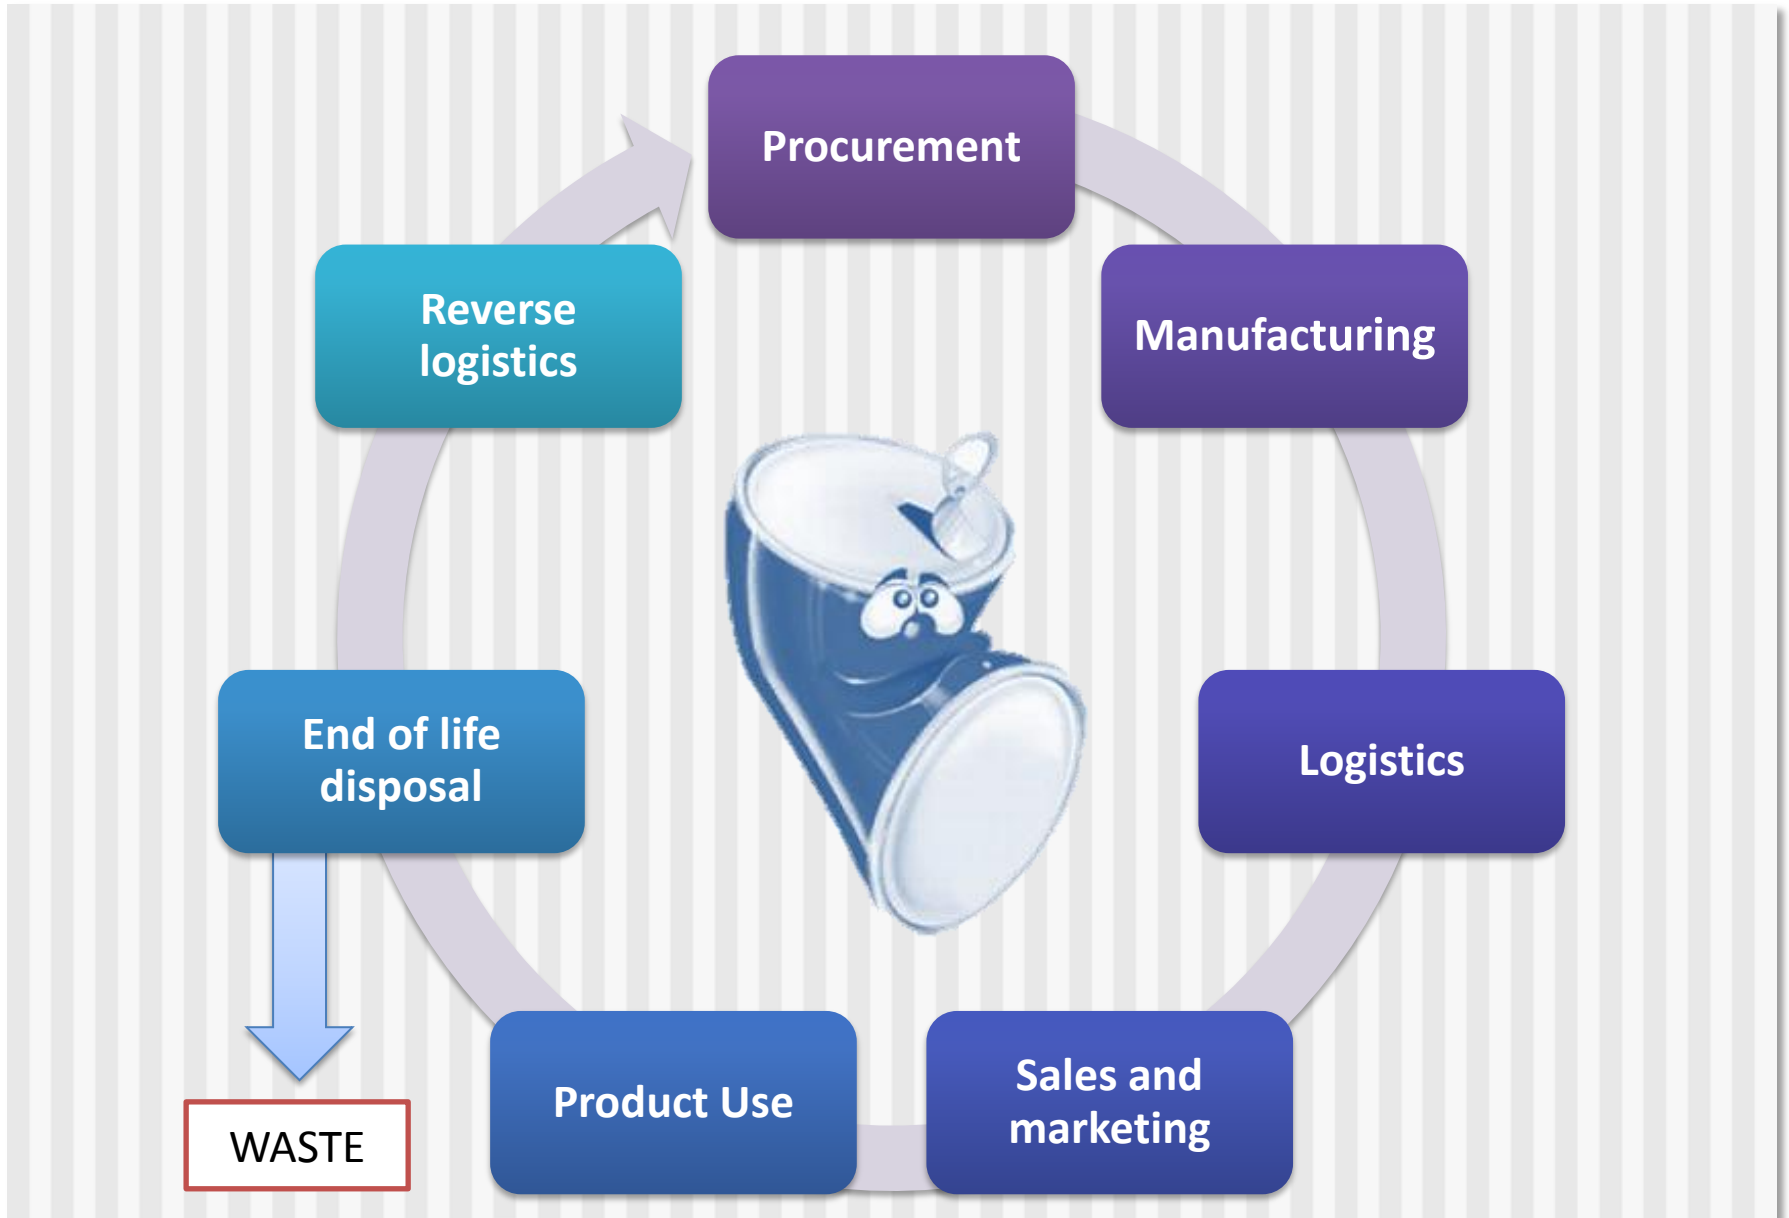 Procurement
Manufacturing
Logistics
Sales and
marketing
Product Use
End of life
disposal
WASTE
Reverse
logistics